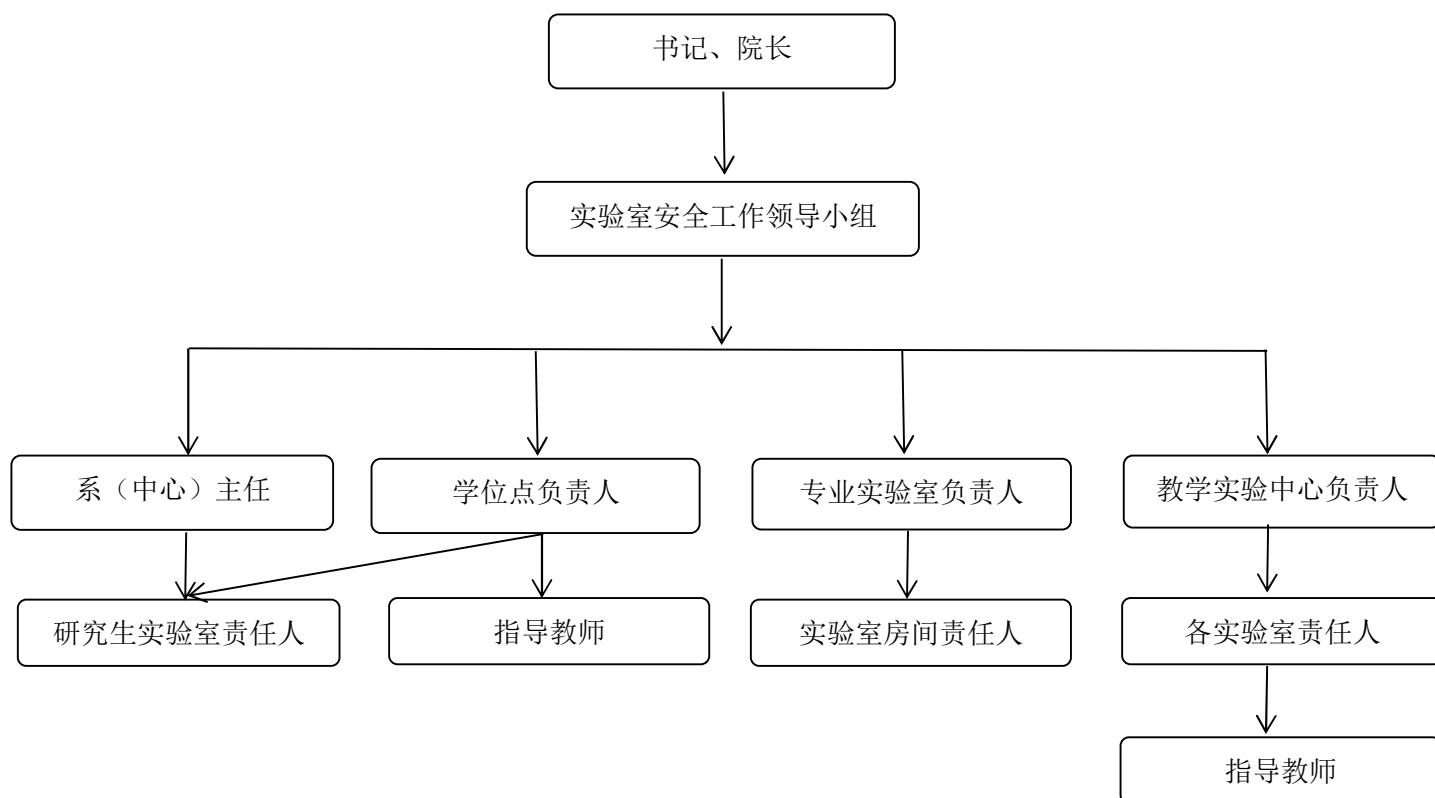 书记、院长
实验室安全工作领导小组
系（中心）主任
学位点负责人
专业实验室负责人
教学实验中心负责人
研究生实验室责任人
指导教师
实验室房间责任人
各实验室责任人
指导教师